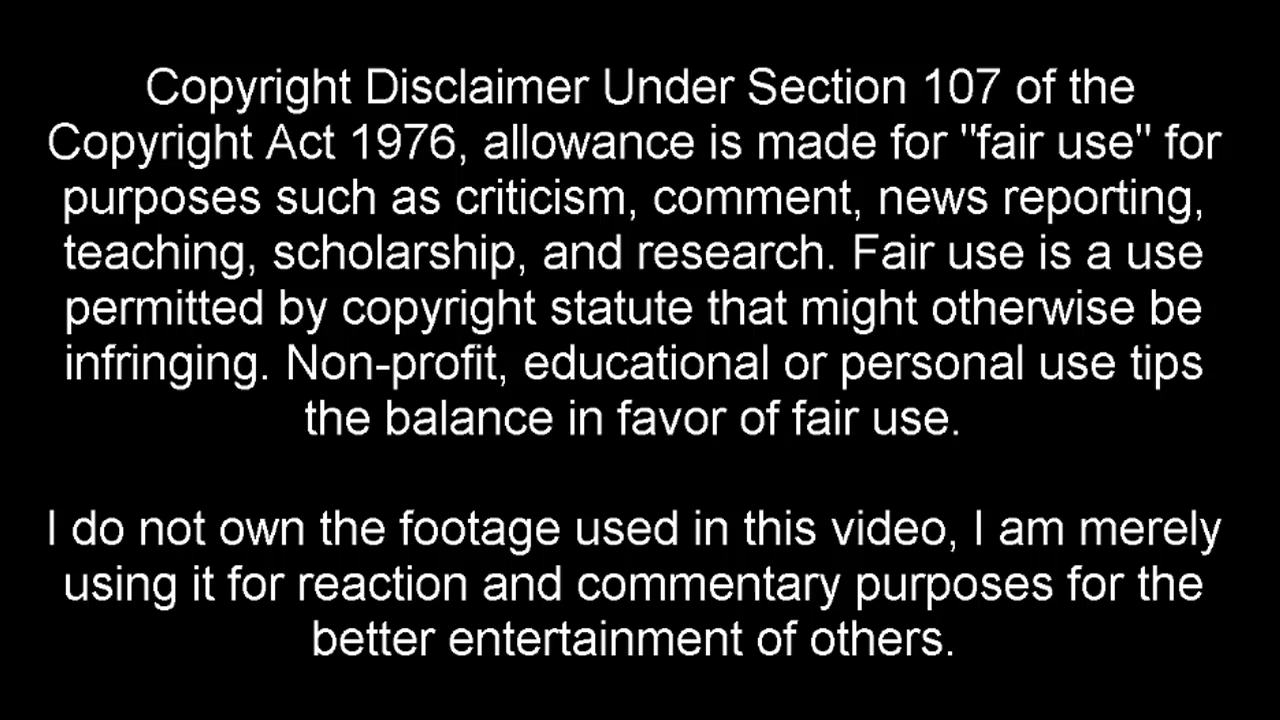 Copyright Disclaimer Under Section 107 of the
Copyright Act 1976, allowance is made for "fair use" for
purposes such as criticism, comment, news reporting,
teaching, scholarship, and research. Fair use is a use
permitted by copyright statute that might otherwise be
infringing. Non-profit, educational or personal use tips
the balance in favor of fair use.
I do not own the footage used in this video, I am merely
using it for reaction and commentary purposes for the
better entertainment of others.